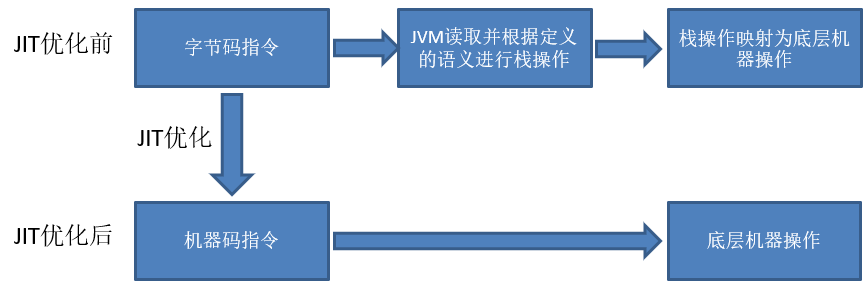 JIT优化前
字节码指令
JVM读取并根据定义
的语义进行栈操作
栈操作映射为底层机
器操作
JIT优化
JIT优化后
机器码指令
底层机器操作